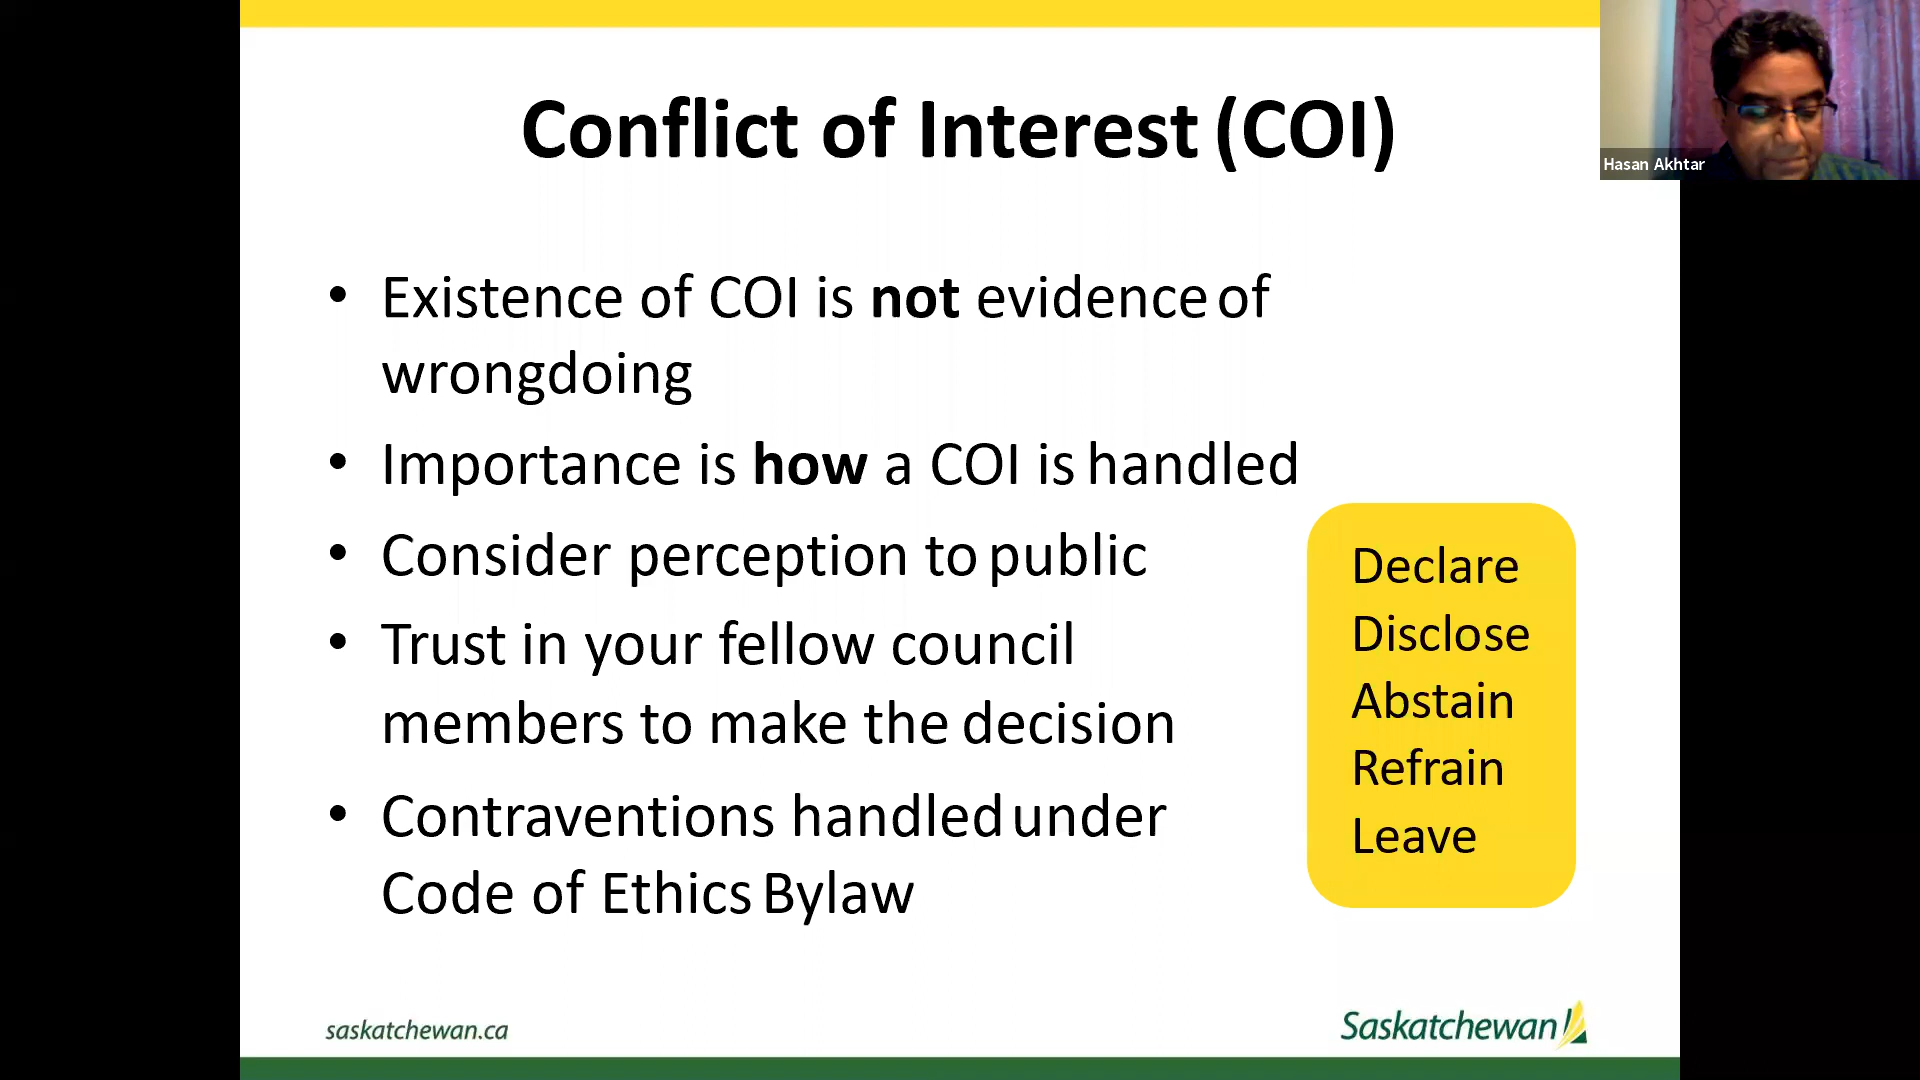 Conflict of Interest (COI)
• Existence of COI is not evidence of
wrongdoing
• Importance is how a COI is handled
• Consider perception to public
• Trust in your fellow council
members to make the decision
• Contraventions handled under
Code of Ethics Bylaw
Declare
Disclose
Abstain
Refrain
Leave
saskatchewan.ca
Saskatchewan
Hasan Akhtar